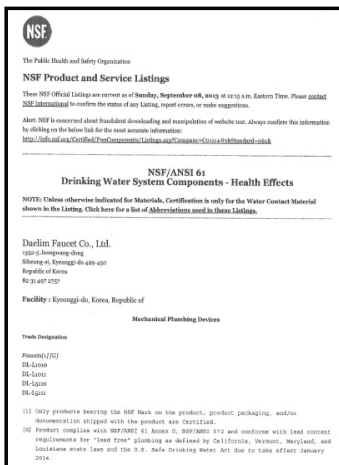 NSF
The Public Health and Safety Organization
NSF Product and Service Listings
These NSF Official Listings are current as of Sunday, September 08, 2013 at 12:15 a.m. Eastern Time. Please contact
NSF International to confirm the status of any Listing, report errors, or make suggestions.
Alert: NSF is concerned about fraudulent downloading and manipulation of website text. Always confirm this information
by clicking on the below link for the most accurate information:
NSF/ANSI 61
Drinking Water System Components - Health Effects
NOTE: Unless otherwise indicated for Materials, Certification is only for the Water Contact Material
shown in the Listing. Click here for a list of Abbreviations used in these Listings.
Daelim Faucet Co., Ltd.
Republic of Korea
82 31 497 2757
Facility : Kyeonggi-do, Korea, Republic of
Mechanical Plumbing Devices
Trade Designation
Faucets[1][G]
DL-L1010
DL-L1011
DL-L5110
DL-L5111
[1] Only products bearing the NSF Mark on the product, product packaging, and/or
documentation shipped with the product are Certified.
[G] Product complies with NSF/ANSI 61 Annex G, NSF/ANSI 372 and conforms with lead content
requirements for "lead free" plumbing as defined by California, Vermont, Maryland, and
Louisiana state laws and the U.S. Safe Drinking Water Act due to take effect January
2014.